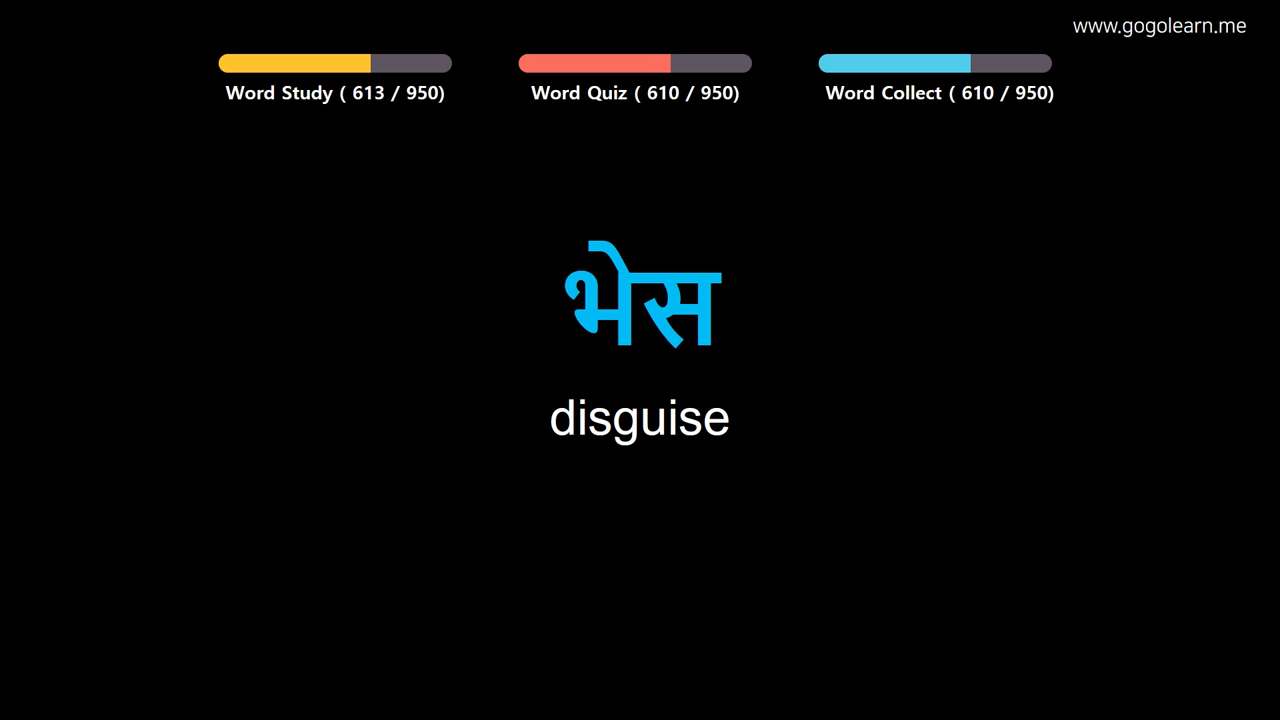 www.gogolearn.me
Word Study ( 613 / 950)
Word Quiz ( 610 / 950)
Word Collect ( 610 / 950)
भेस
disguise